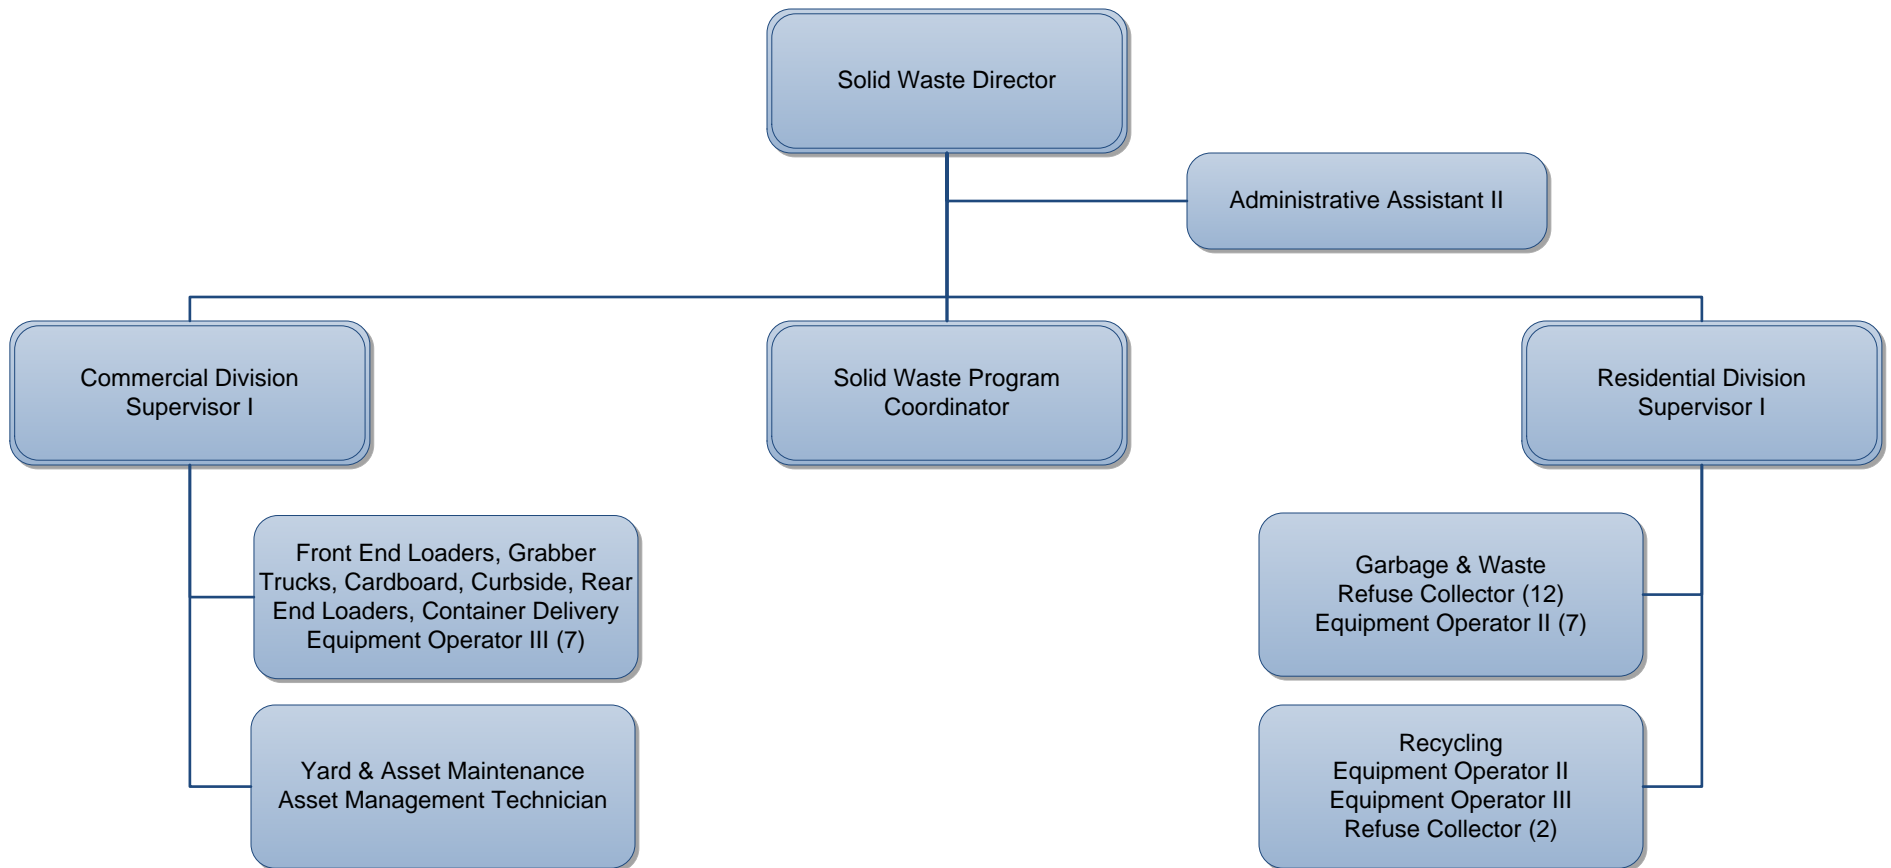 Solid Waste Director
Administrative Assistant II
Commercial Division
Supervisor I
Solid Waste Program
Coordinator
Residential Division
Supervisor I
Front End Loaders, Grabber
Trucks, Cardboard, Curbside, Rear
End Loaders, Container Delivery
Equipment Operator III (7)
Garbage & Waste
Refuse Collector (12)
Equipment Operator II (7)
Yard & Asset Maintenance
Asset Management Technician
Recycling
Equipment Operator II
Equipment Operator III
Refuse Collector (2)